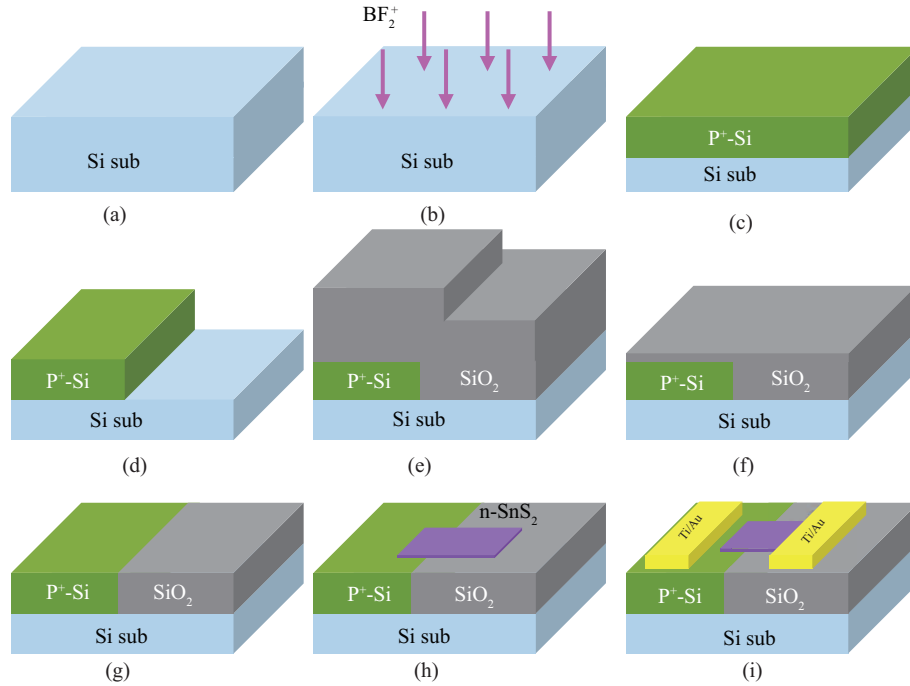 BF₂⁺
Si sub
Si sub
P⁺-Si
Si sub
(a)
(b)
(c)
P⁺-Si
Si sub
P⁺-Si
SiO₂
Si sub
P⁺-Si
SiO₂
Si sub
(d)
(e)
(f)
n-SnS₂
Ti/Au
Ti/Au
P⁺-Si
SiO₂
Si sub
P⁺-Si
SiO₂
Si sub
P⁺-Si
SiO₂
Si sub
(g)
(h)
(i)